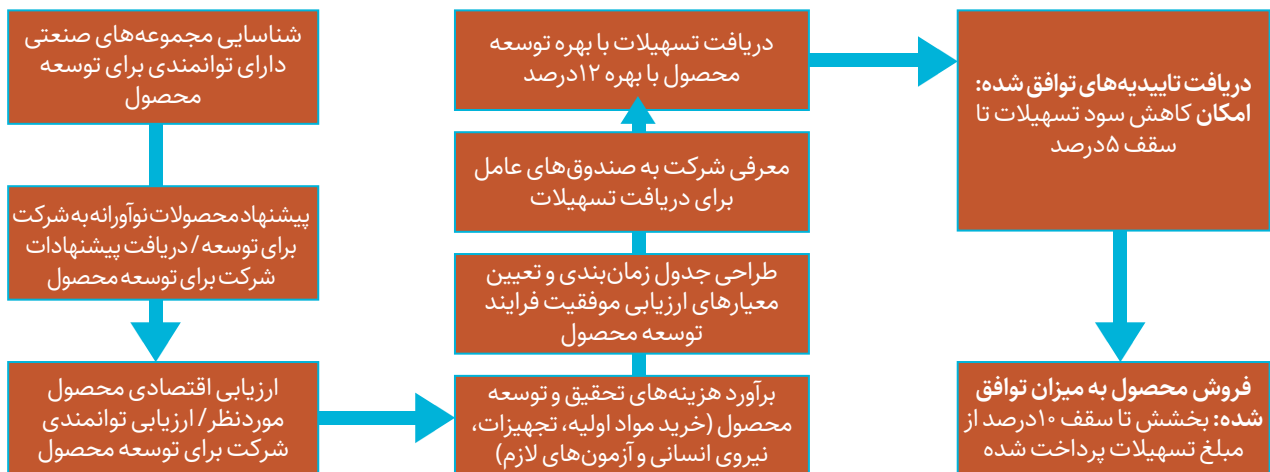 شناسایی مجموعه‌های صنعتی
دارای توانمندی برای توسعه
محصول
پیشنهاد محصولات نوآورانه به شرکت
برای توسعه / دریافت پیشنهادات
شرکت برای توسعه محصول
ارزیابی اقتصادی محصول
موردنظر/ ارزیابی توانمندی
شرکت برای توسعه محصول
برآورد هزینه‌های تحقیق و توسعه
محصول (خرید مواد اولیه، تجهیزات،
نیروی انسانی و آزمون‌های لازم)
طراحی جدول زمان‌بندی و تعیین
معیارهای ارزیابی موفقیت فرایند
توسعه محصول
معرفی شرکت به صندوق‌های عامل
برای دریافت تسهیلات
دریافت تسهیلات با بهره توسعه
محصول با بهره ۱۲درصد
دریافت تاییدیه‌های توافق شده:
امکان کاهش سود تسهیلات تا
سقف ۵درصد
فروش محصول به میزان توافق
شده: بخشش تا سقف ۱۰درصد از
مبلغ تسهیلات پرداخت شده